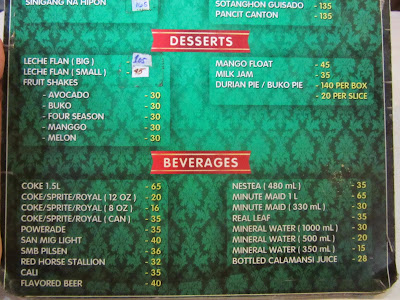 SINIGANG NA HIPON
SOTANGHON GUISADO - 135
PANCIT CANTON - 135
DESSERTS
LECHE FLAN ( BIG )
LECHE FLAN ( SMALL )
FRUIT SHAKES
- AVOCADO - 30
- BUKO - 30
- FOUR SEASON - 30
- MANGGO - 30
- MELON - 30
MANGO FLOAT - 45
MILK JAM - 35
DURIAN PIE / BUKO PIE - 140 PER BOX
- 20 PER SLICE
BEVERAGES
COKE 1.5L - 65
COKE/SPRITE/ROYAL ( 12 OZ ) - 20
COKE/SPRITE/ROYAL ( 8 OZ ) - 16
COKE/SPRITE/ROYAL ( CAN ) - 35
POWERADE - 35
SAN MIG LIGHT - 40
SMB PILSEN - 36
RED HORSE STALLION - 32
CALI - 35
FLAVORED BEER - 40
NESTEA ( 480 mL ) - 35
MINUTE MAID 1 L - 65
MINUTE MAID ( 330 mL ) - 30
REAL LEAF - 35
MINERAL WATER ( 1000 mL ) - 30
MINERAL WATER ( 500 mL ) - 20
MINERAL WATER ( 350 mL ) - 15
BOTTLED CALAMANSI JUICE - 28